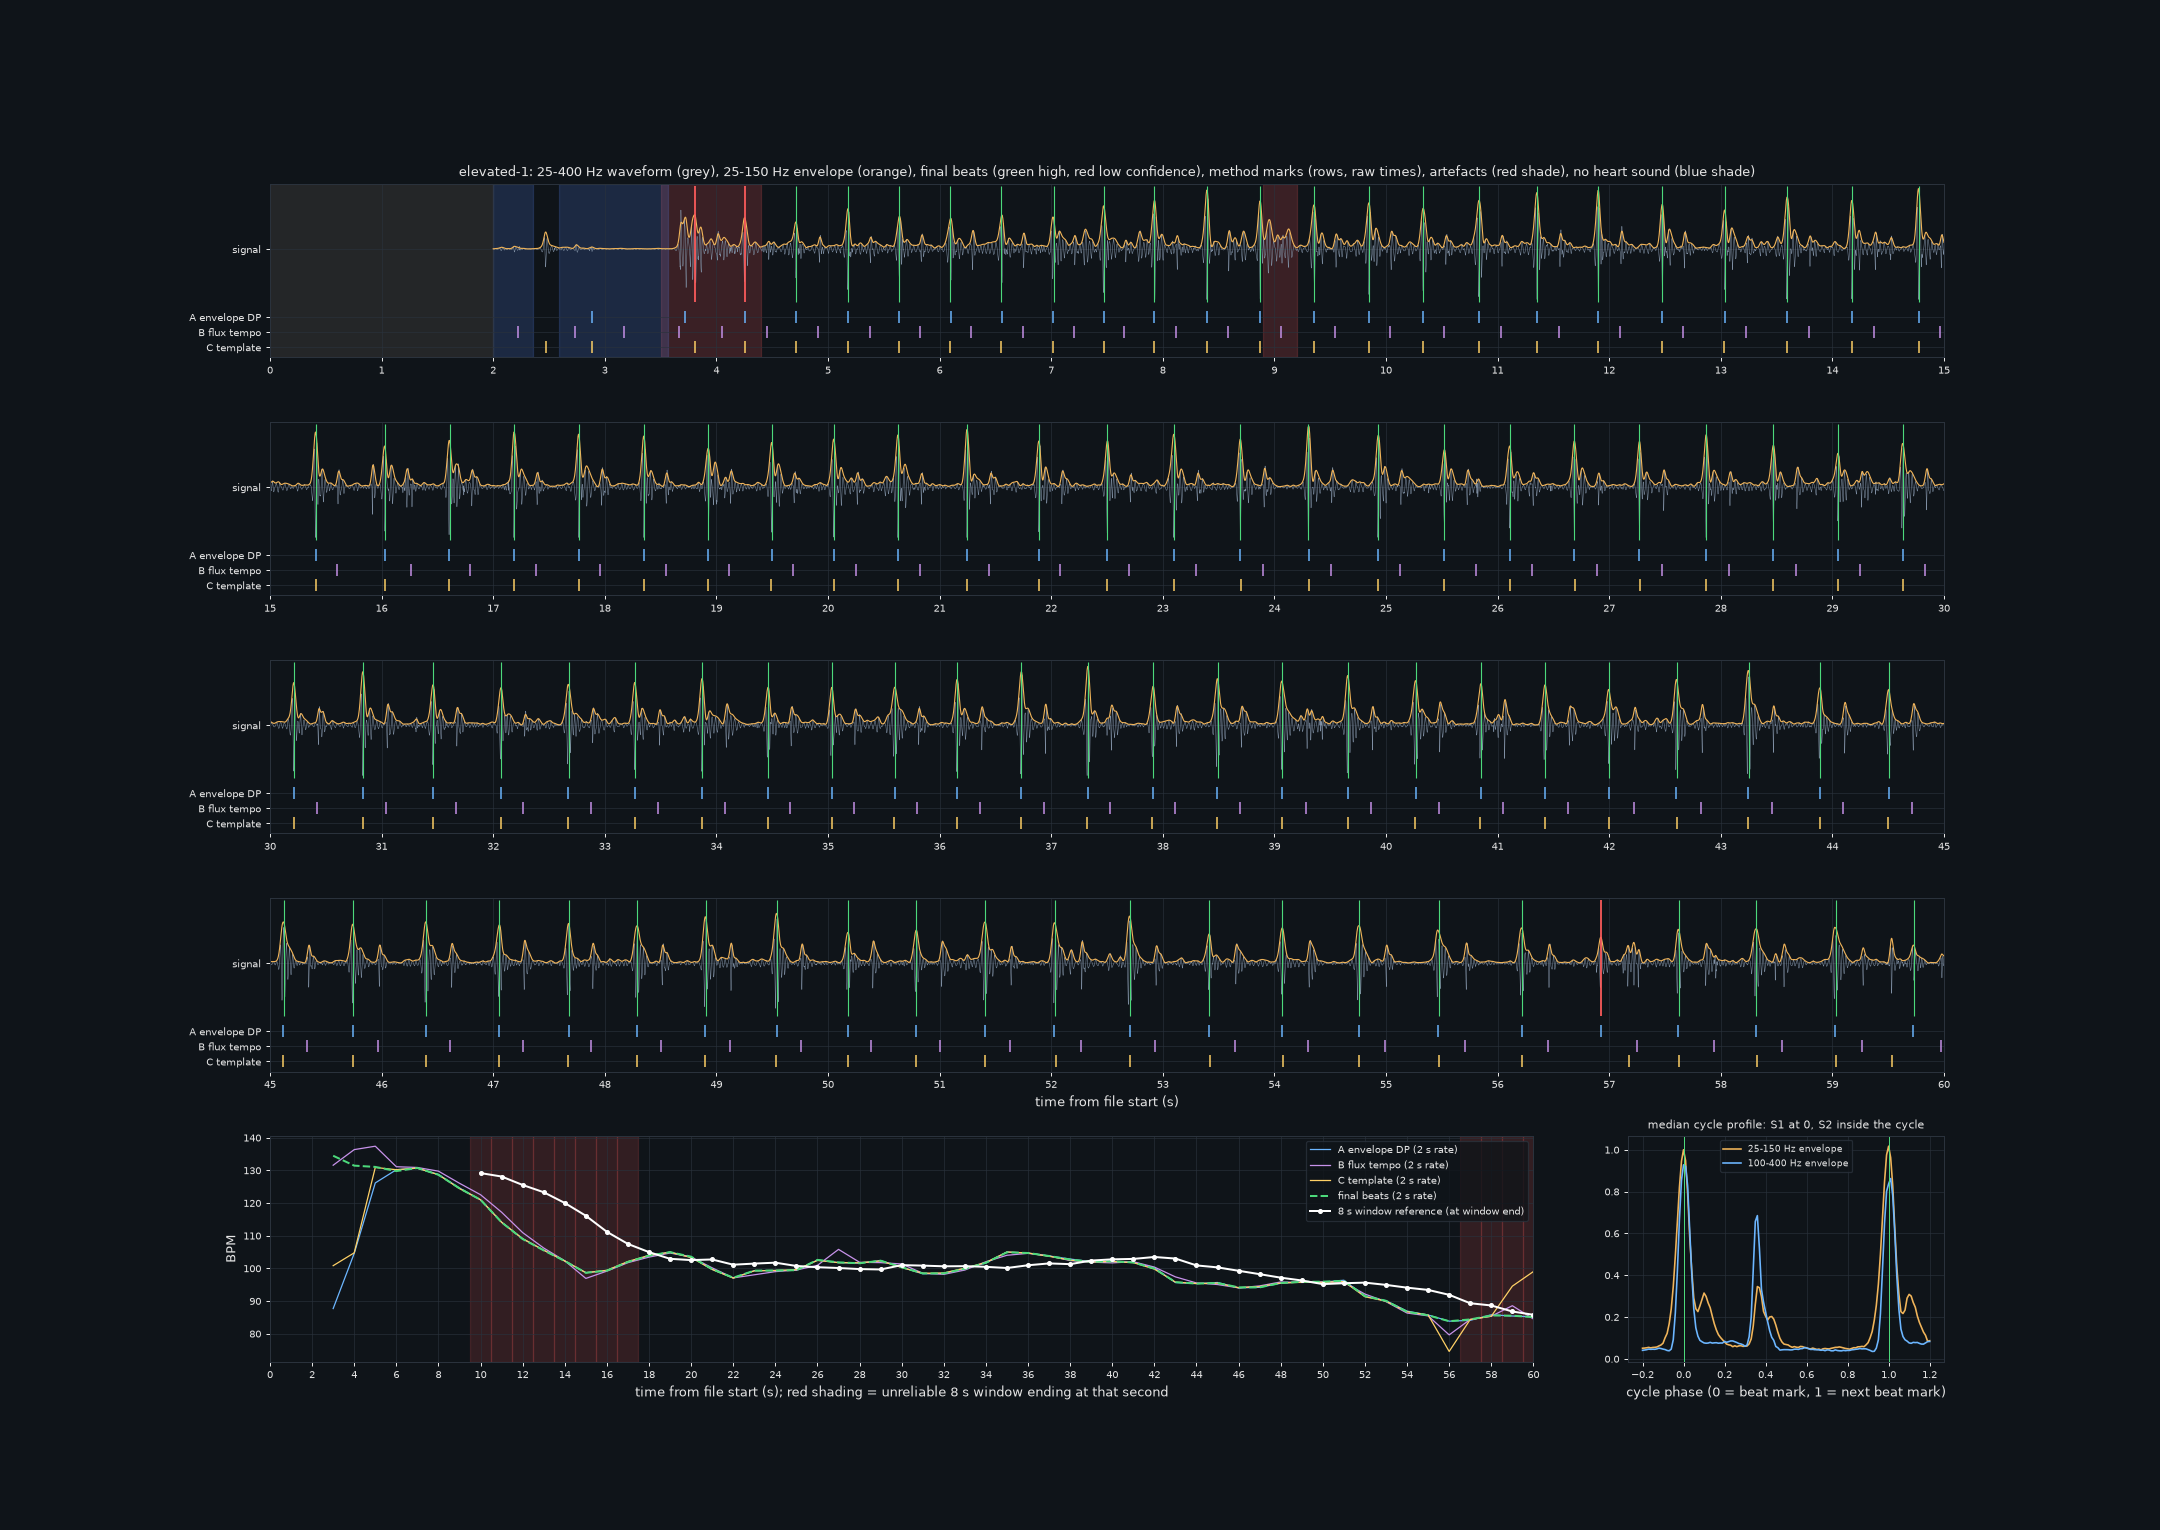 elevated-1: 25-400 Hz waveform (grey), 25-150 Hz envelope (orange), final beats (green high, red low confidence), method marks (rows, raw times), artefacts (red shade), no heart sound (blue shade)
signal
A envelope DP
B flux tempo
C template
0 1 2 3 4 5 6 7 8 9 10 11 12 13 14 15
signal
A envelope DP
B flux tempo
C template
15 16 17 18 19 20 21 22 23 24 25 26 27 28 29 30
signal
A envelope DP
B flux tempo
C template
30 31 32 33 34 35 36 37 38 39 40 41 42 43 44 45
signal
A envelope DP
B flux tempo
C template
45 46 47 48 49 50 51 52 53 54 55 56 57 58 59 60
time from file start (s)
BPM
140
130
120
110
100
90
80
A envelope DP (2 s rate)
B flux tempo (2 s rate)
C template (2 s rate)
final beats (2 s rate)
8 s window reference (at window end)
0 2 4 6 8 10 12 14 16 18 20 22 24 26 28 30 32 34 36 38 40 42 44 46 48 50 52 54 56 58 60
time from file start (s); red shading = unreliable 8 s window ending at that second
median cycle profile: S1 at 0, S2 inside the cycle
25-150 Hz envelope
100-400 Hz envelope
1.0
0.8
0.6
0.4
0.2
0.0
−0.2 0.0 0.2 0.4 0.6 0.8 1.0 1.2
cycle phase (0 = beat mark, 1 = next beat mark)